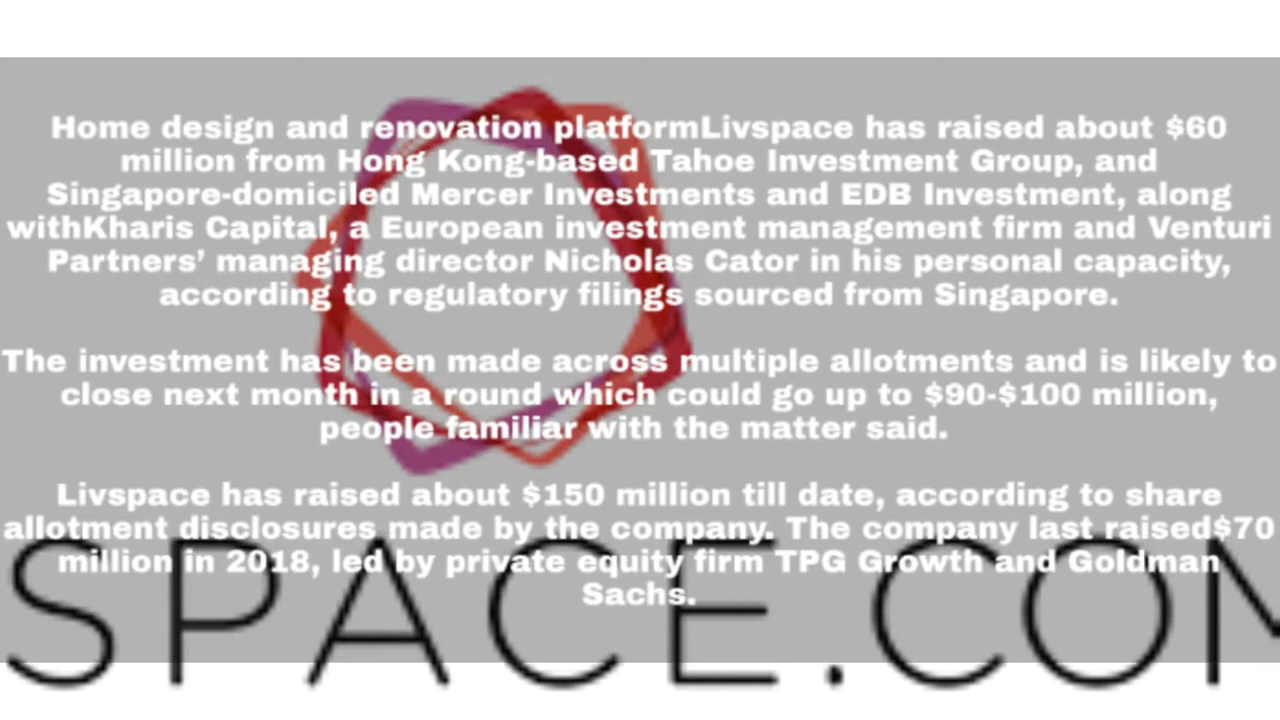 Home design and renovation platformLivspace has raised about $60
million from Hong Kong-based Tahoe Investment Group, and
Singapore-domiciled Mercer Investments and EDB Investment, along
withKharis Capital, a European investment management firm and Venturi
Partners’ managing director Nicholas Cator in his personal capacity,
according to regulatory filings sourced from Singapore.
The investment has been made across multiple allotments and is likely to
close next month in a round which could go up to $90-$100 million,
people familiar with the matter said.
Livspace has raised about $150 million till date, according to share
allotment disclosures made by the company. The company last raised$70
million in 2018, led by private equity firm TPG Growth and Goldman
Sachs.
SPACE.COM